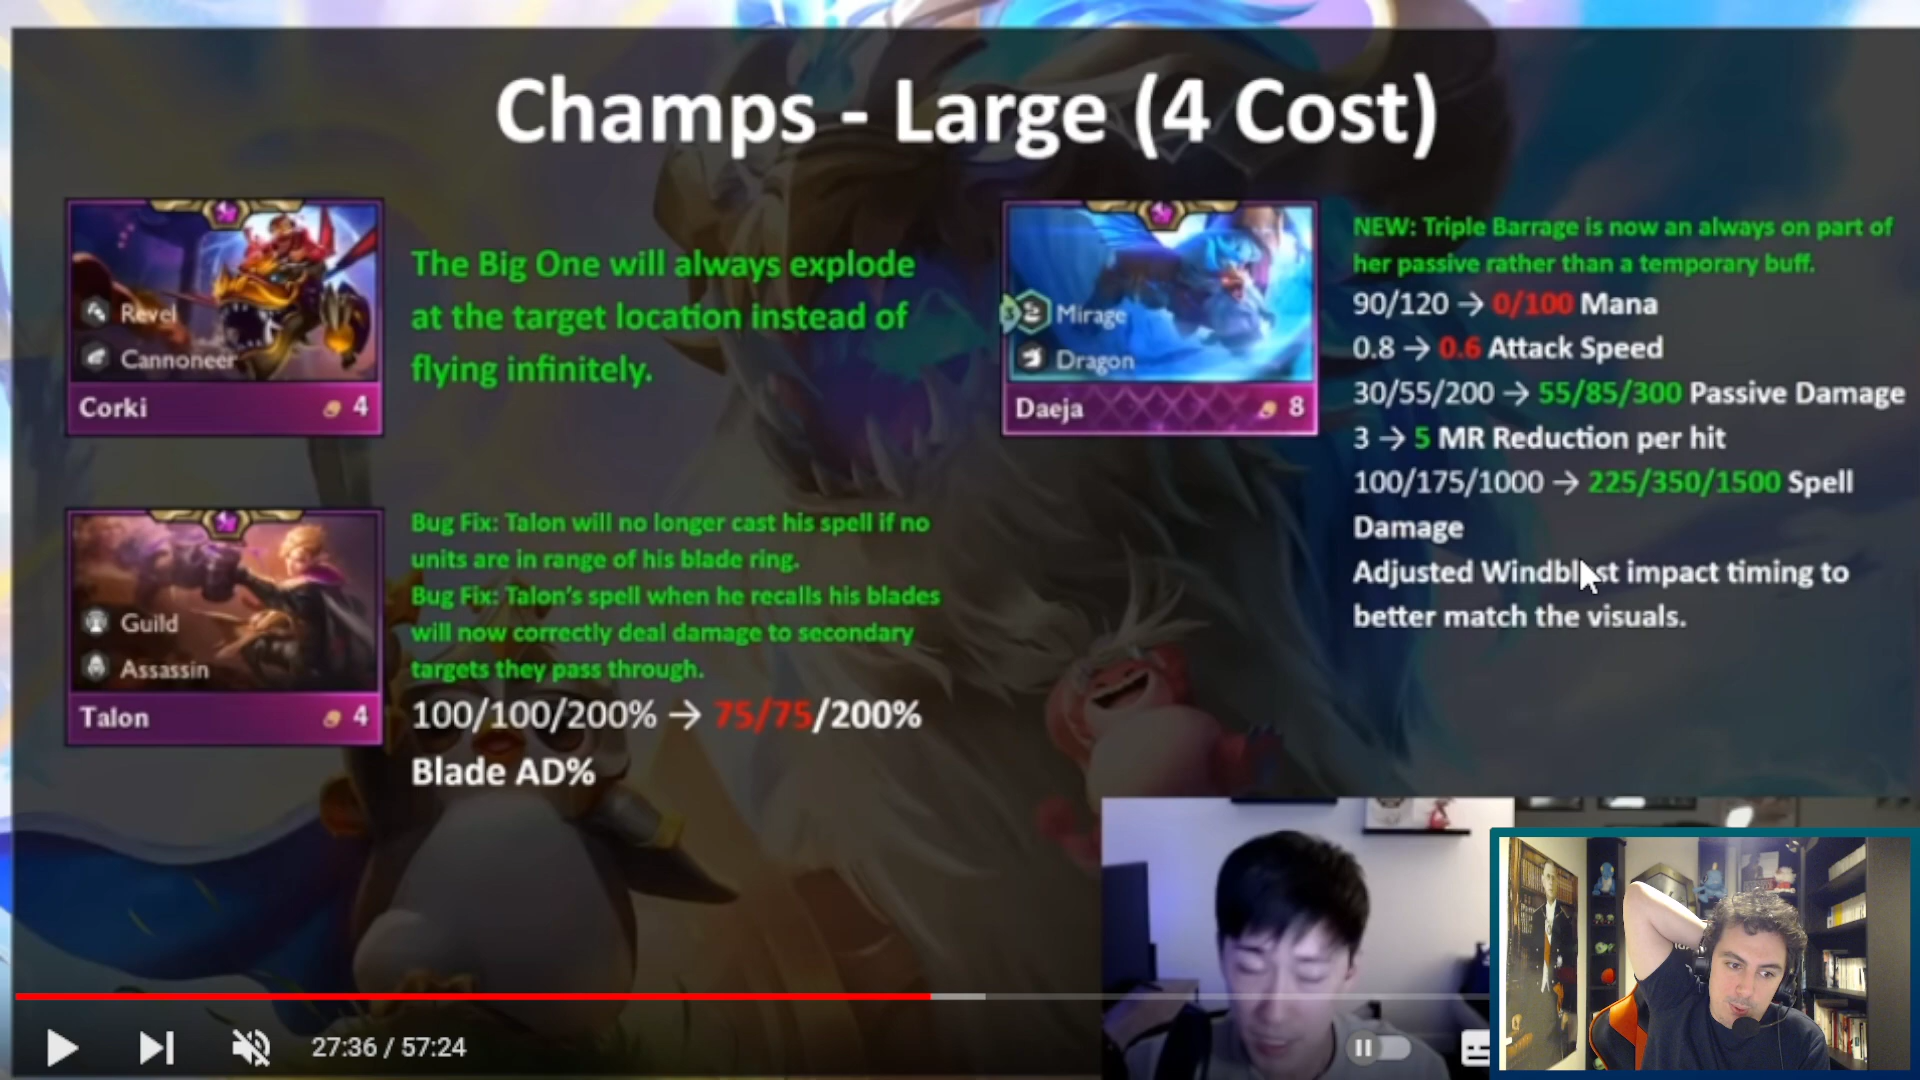 Champs - Large (4 Cost)
Revel
Cannoneer
Corki
4
The Big One will always explode
at the target location instead of
flying infinitely.
Guild
Assassin
Talon
4
Bug Fix: Talon will no longer cast his spell if no
units are in range of his blade ring.
Bug Fix: Talon's spell when he recalls his blades
will now correctly deal damage to secondary
targets they pass through.
100/100/200% → 75/75/200%
Blade AD%
3
Mirage
Dragon
Daeja
8
NEW: Triple Barrage is now an always on part of
her passive rather than a temporary buff.
90/120 → 0/100 Mana
0.8 → 0.6 Attack Speed
30/55/200 → 55/85/300 Passive Damage
3 → 5 MR Reduction per hit
100/175/1000 → 225/350/1500 Spell
Damage
Adjusted Windblast impact timing to
better match the visuals.
27:36 / 57:24